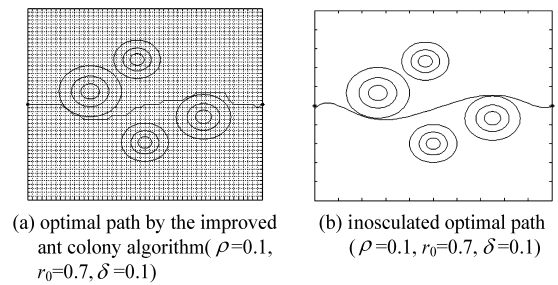 (a) optimal path by the improved
ant colony algorithm( ρ=0.1,
r₀=0.7, δ=0.1)
(b) inosculated optimal path
(ρ=0.1, r₀=0.7, δ=0.1)